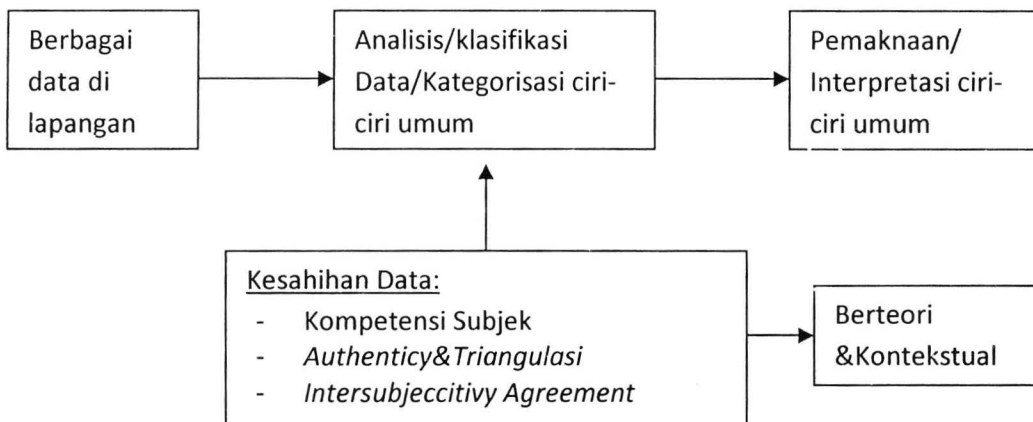 Berbagai
data di
lapangan
Analisis/klasifikasi
Data/Kategorisasi ciri-
ciri umum
Pemaknaan/
Interpretasi ciri-
ciri umum
Kesahihan Data:
- Kompetensi Subjek
- Authenticy&Triangulasi
- Intersubjeccitivy Agreement
Berteori
&Kontekstual